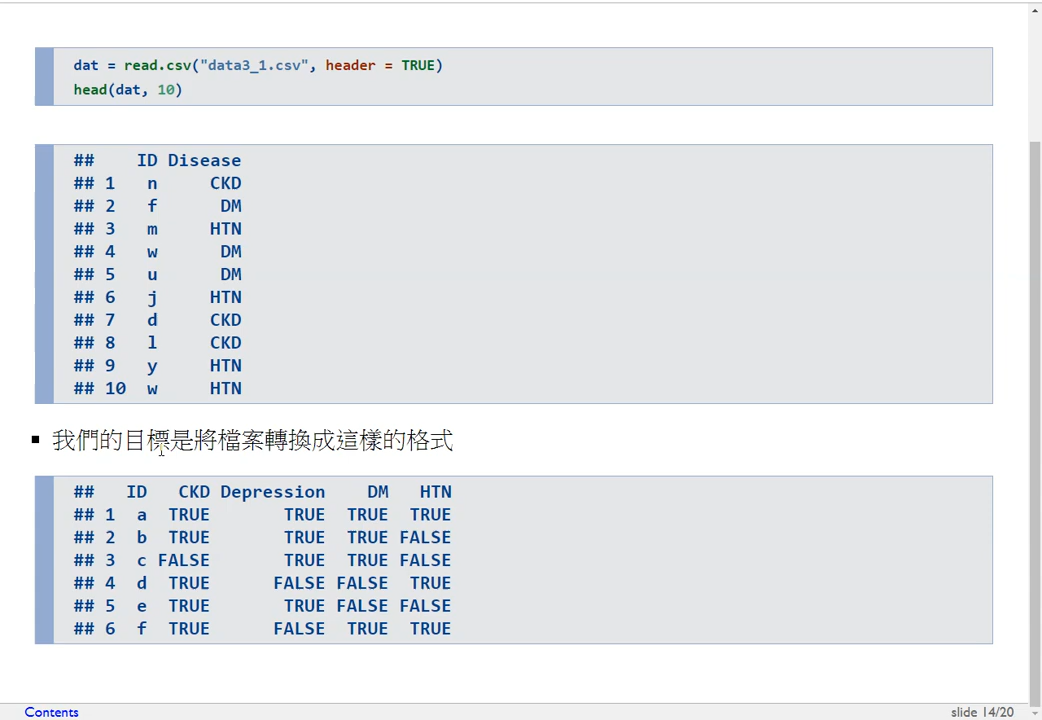 dat = read.csv("data3_1.csv", header = TRUE)
head(dat, 10)
##    ID Disease
## 1   n     CKD
## 2   f      DM
## 3   m     HTN
## 4   w      DM
## 5   u      DM
## 6   j     HTN
## 7   d     CKD
## 8   l     CKD
## 9   y     HTN
## 10  w     HTN
▪ 我們的目標是將檔案轉換成這樣的格式
##   ID   CKD Depression    DM   HTN
## 1  a  TRUE       TRUE  TRUE  TRUE
## 2  b  TRUE       TRUE  TRUE FALSE
## 3  c FALSE       TRUE  TRUE FALSE
## 4  d  TRUE      FALSE FALSE  TRUE
## 5  e  TRUE       TRUE FALSE FALSE
## 6  f  TRUE      FALSE  TRUE  TRUE
Contents
slide 14/20